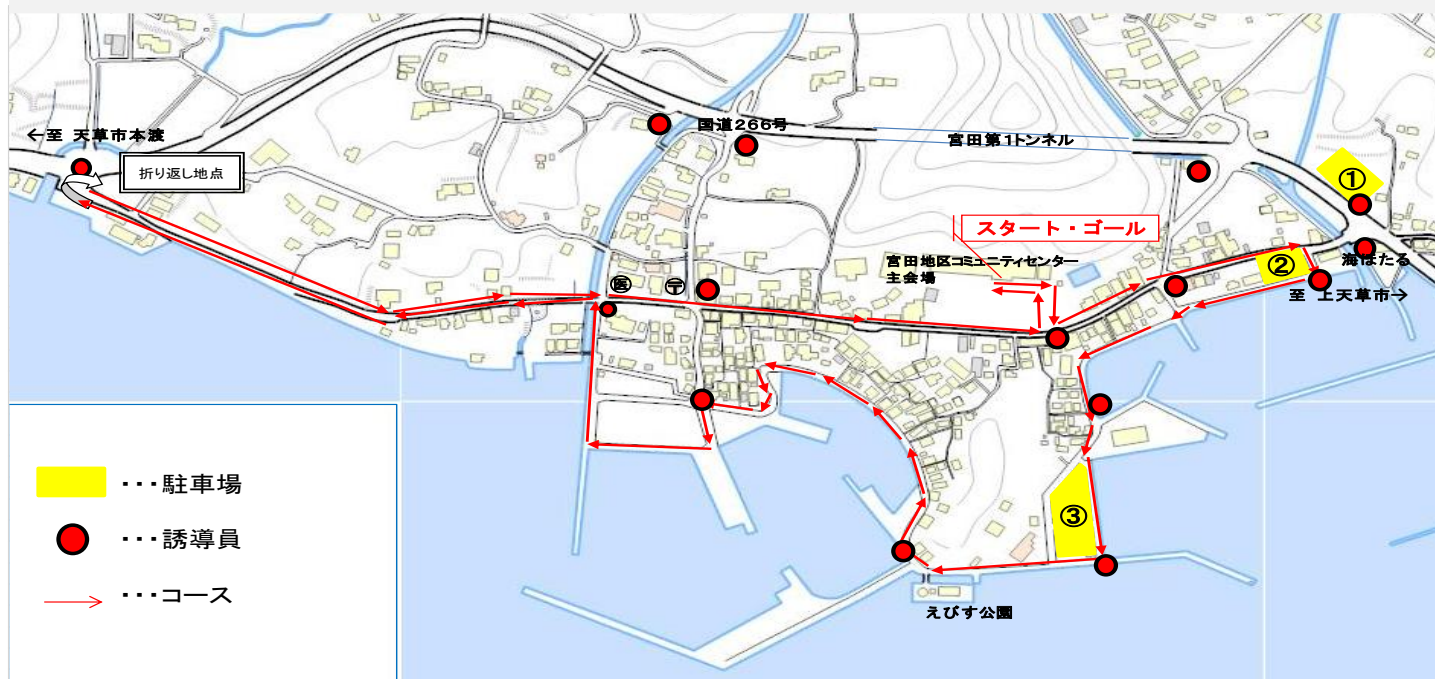 ←至 天草市本渡
折り返し地点
国道266号
宮田第1トンネル
①
スタート・ゴール
宮田地区コミュニティセンター
主会場
②
海ほたる
至 上天草市→
医
〒
③
えびす公園
・・・駐車場
・・・誘導員
・・・コース